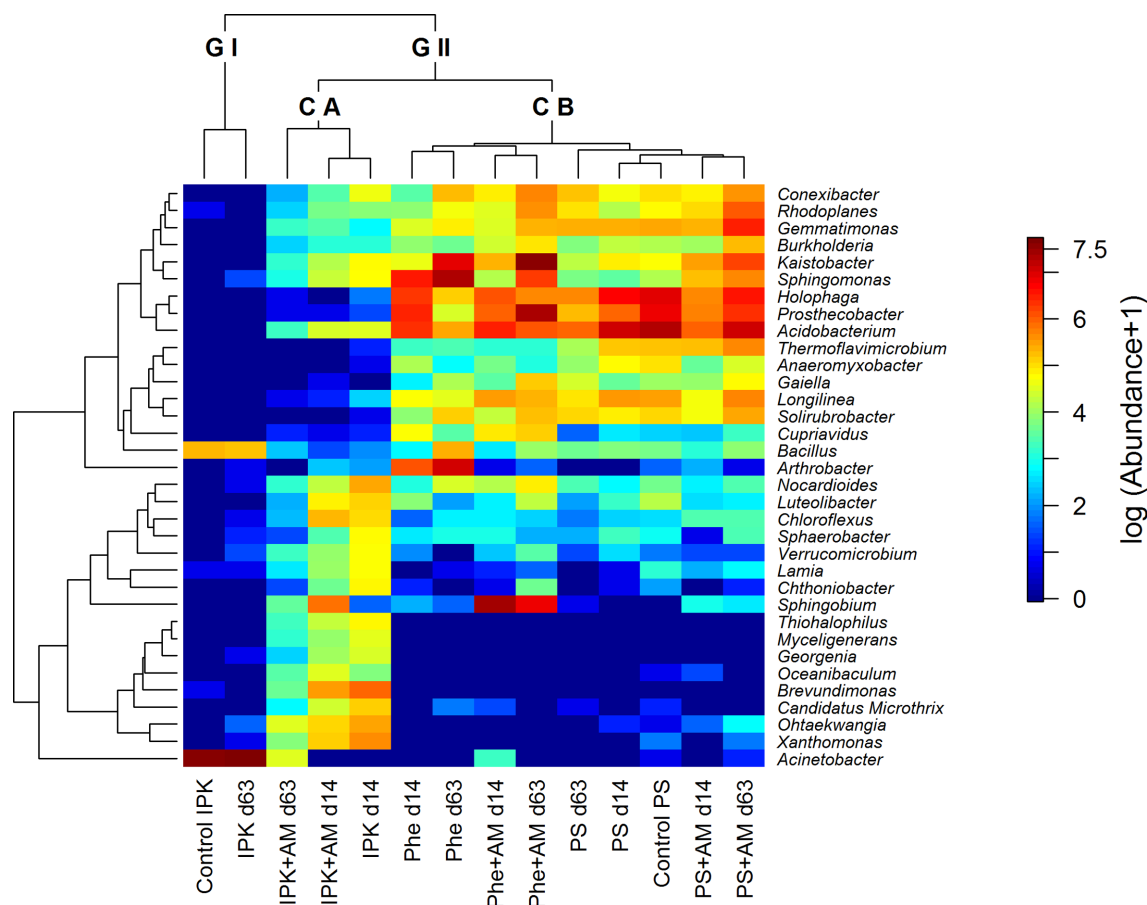 G I
G II
C A
C B
Conexibacter
Rhodoplanes
Gemmatimonas
Burkholderia
Kaistobacter
Sphingomonas
Holophaga
Prosthecobacter
Acidobacterium
Thermoflavimicrobium
Anaeromyxobacter
Gaiella
Longilinea
Solirubrobacter
Cupriavidus
Bacillus
Arthrobacter
Nocardioides
Luteolibacter
Chloroflexus
Sphaerobacter
Verrucomicrobium
Lamia
Chthoniobacter
Sphingobium
Thiohalophilus
Myceligenerans
Georgenia
Oceanibaculum
Brevundimonas
Candidatus Microthrix
Ohtaekwangia
Xanthomonas
Acinetobacter
Control IPK
IPK d63
IPK+AM d63
IPK+AM d14
IPK d14
Phe d14
Phe d63
Phe+AM d14
Phe+AM d63
PS d63
PS d14
Control PS
PS+AM d14
PS+AM d63
7.5
6
4
2
0
log (Abundance+1)